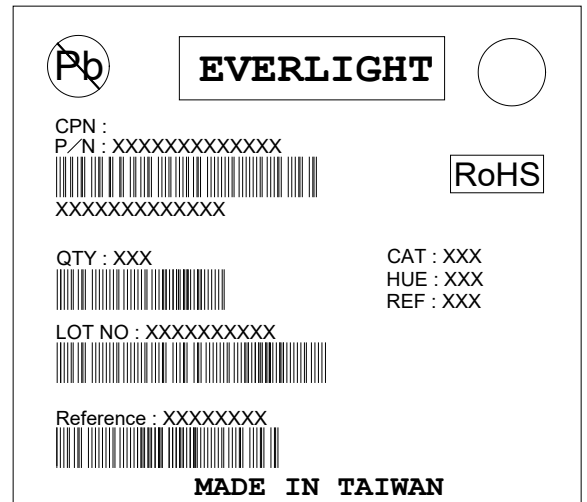 Pb
EVERLIGHT
CPN :
P/N : XXXXXXXXXXXXX
RoHS
XXXXXXXXXXXXX
QTY : XXX
CAT : XXX
HUE : XXX
REF : XXX
LOT NO : XXXXXXXXXX
Reference : XXXXXXXX
MADE IN TAIWAN